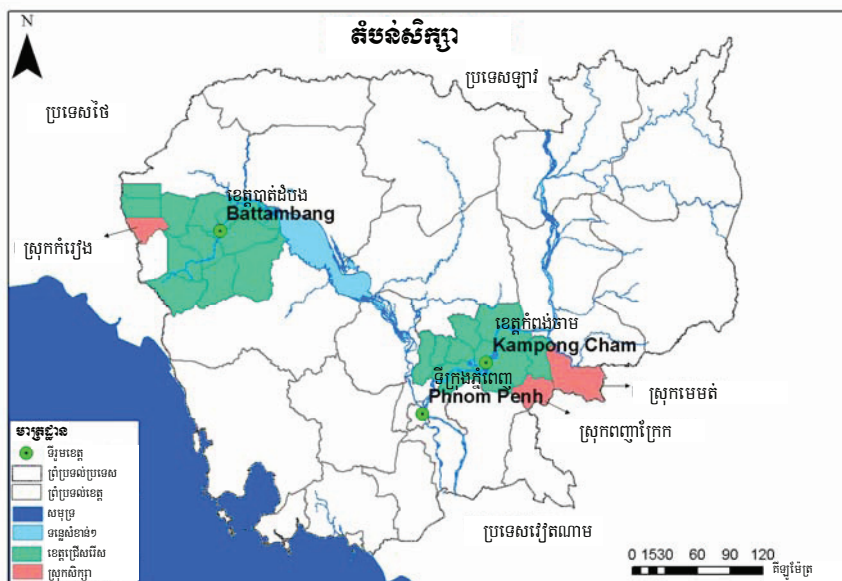 តំបន់សិក្សា
N
ប្រទេសឡាវ
ប្រទេសថៃ
ខេត្តបាត់ដំបង
Battambang
ស្រុកកំរៀង
ខេត្តកំពង់ចាម
Kampong Cham
ទីក្រុងភ្នំពេញ
Phnom Penh
ស្រុកមេមត់
ស្រុកពញាក្រែក
ប្រទេសវៀតណាម
មាត្រដ្ឋាន
ទីរួមខេត្ត
ព្រំប្រទល់ប្រទេស
ព្រំប្រទល់ខេត្ត
សមុទ្រ
ទន្លេសំខាន់ៗ
ខេត្តជ្រើសរើស
ស្រុកសិក្សា
0 1530 60 90 120
គីឡូម៉ែត្រ